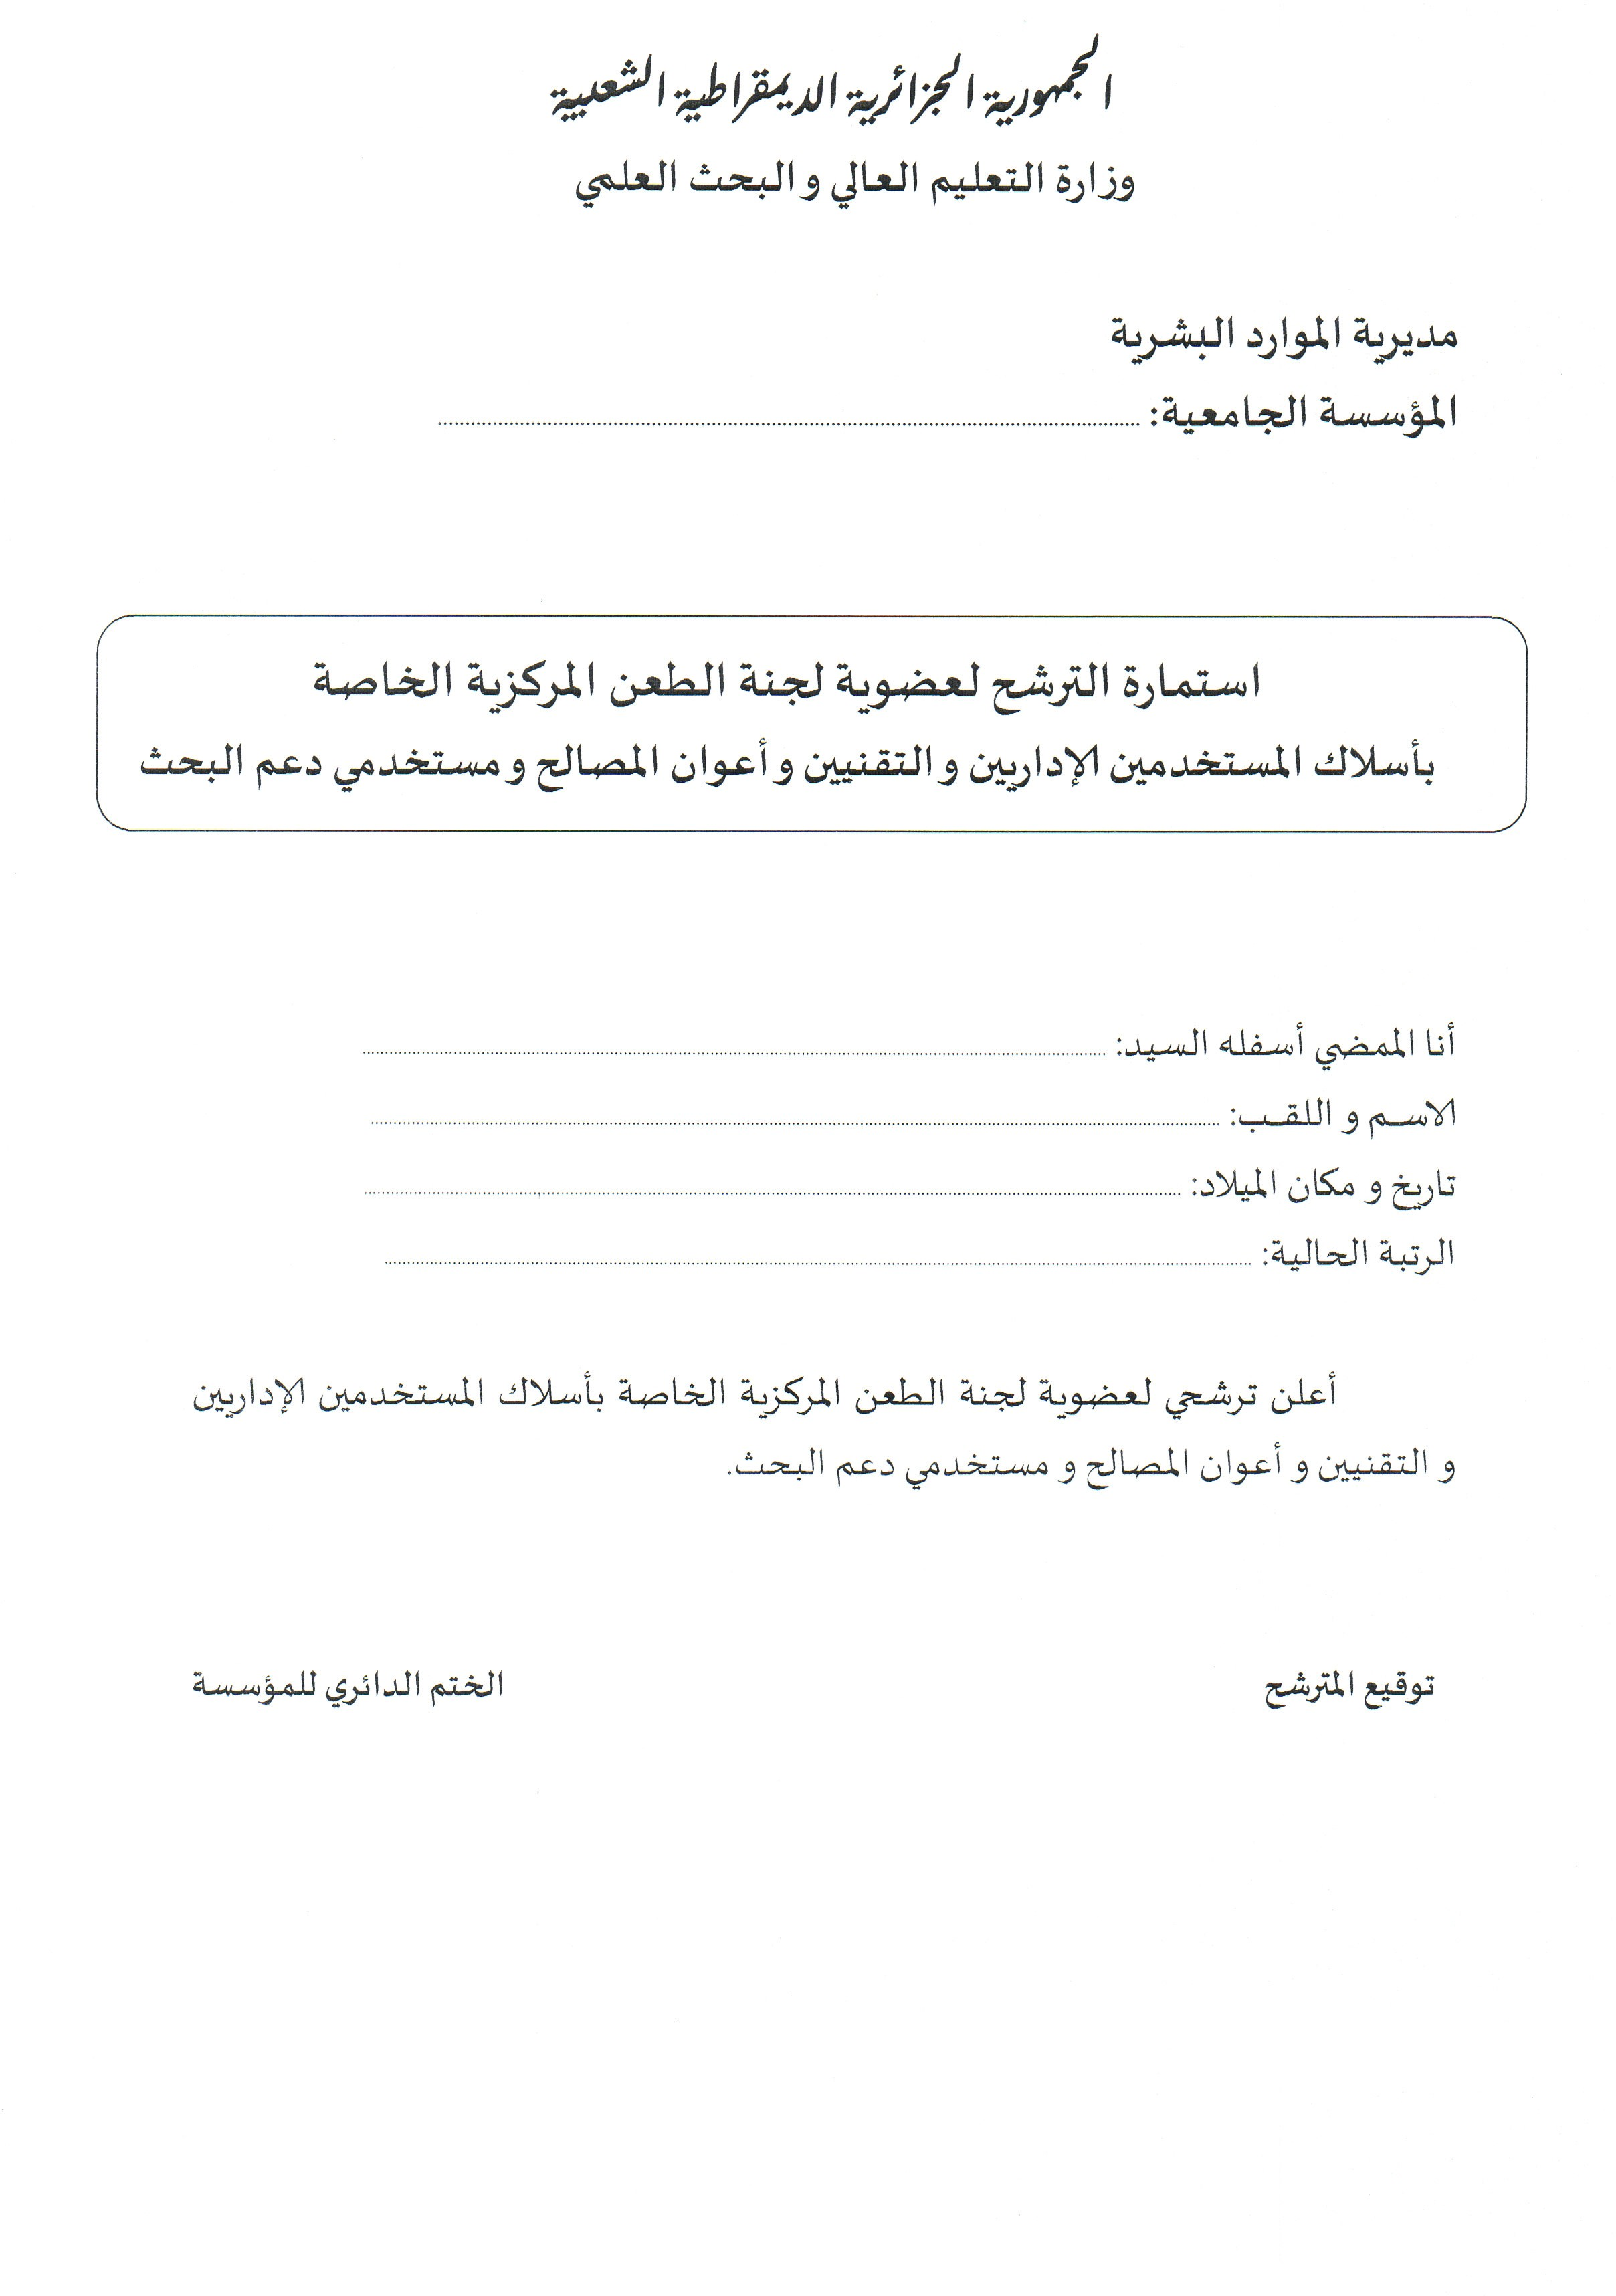 الجمهورية الجزائرية الديمقراطية الشعبية
وزارة التعليم العالي و البحث العلمي
مديرية الموارد البشرية
المؤسسة الجامعية: ........................................
استمارة الترشح لعضوية لجنة الطعن المركزية الخاصة
بأسلاك المستخدمين الإداريين و التقنيين و أعوان المصالح و مستخدمي دعم البحث
أنا الممضي أسفله السيد: ........................................
الاسـم و اللقـب: ........................................
تاريخ و مكان الميلاد: ........................................
الرتبة الحالية: ........................................
أعلن ترشحي لعضوية لجنة الطعن المركزية الخاصة بأسلاك المستخدمين الإداريين
و التقنيين و أعوان المصالح و مستخدمي دعم البحث.
توقيع المترشح الختم الدائري للمؤسسة